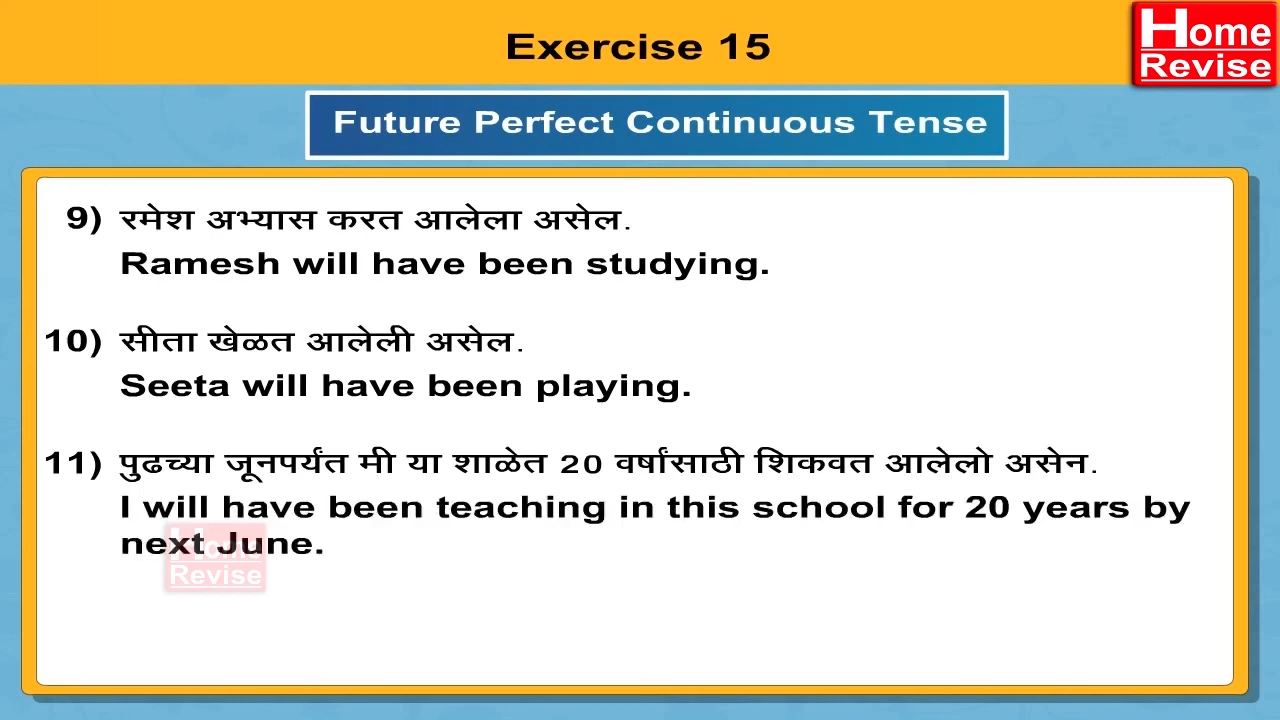 Exercise 15
Home
Revise
Future Perfect Continuous Tense
9) रमेश अभ्यास करत आलेला असेल.
Ramesh will have been studying.
10) सीता खेळत आलेली असेल.
Seeta will have been playing.
11) पुढच्या जूनपर्यंत मी या शाळेत 20 वर्षांसाठी शिकवत आलेलो असेन.
I will have been teaching in this school for 20 years by
next June.
Home
Revise